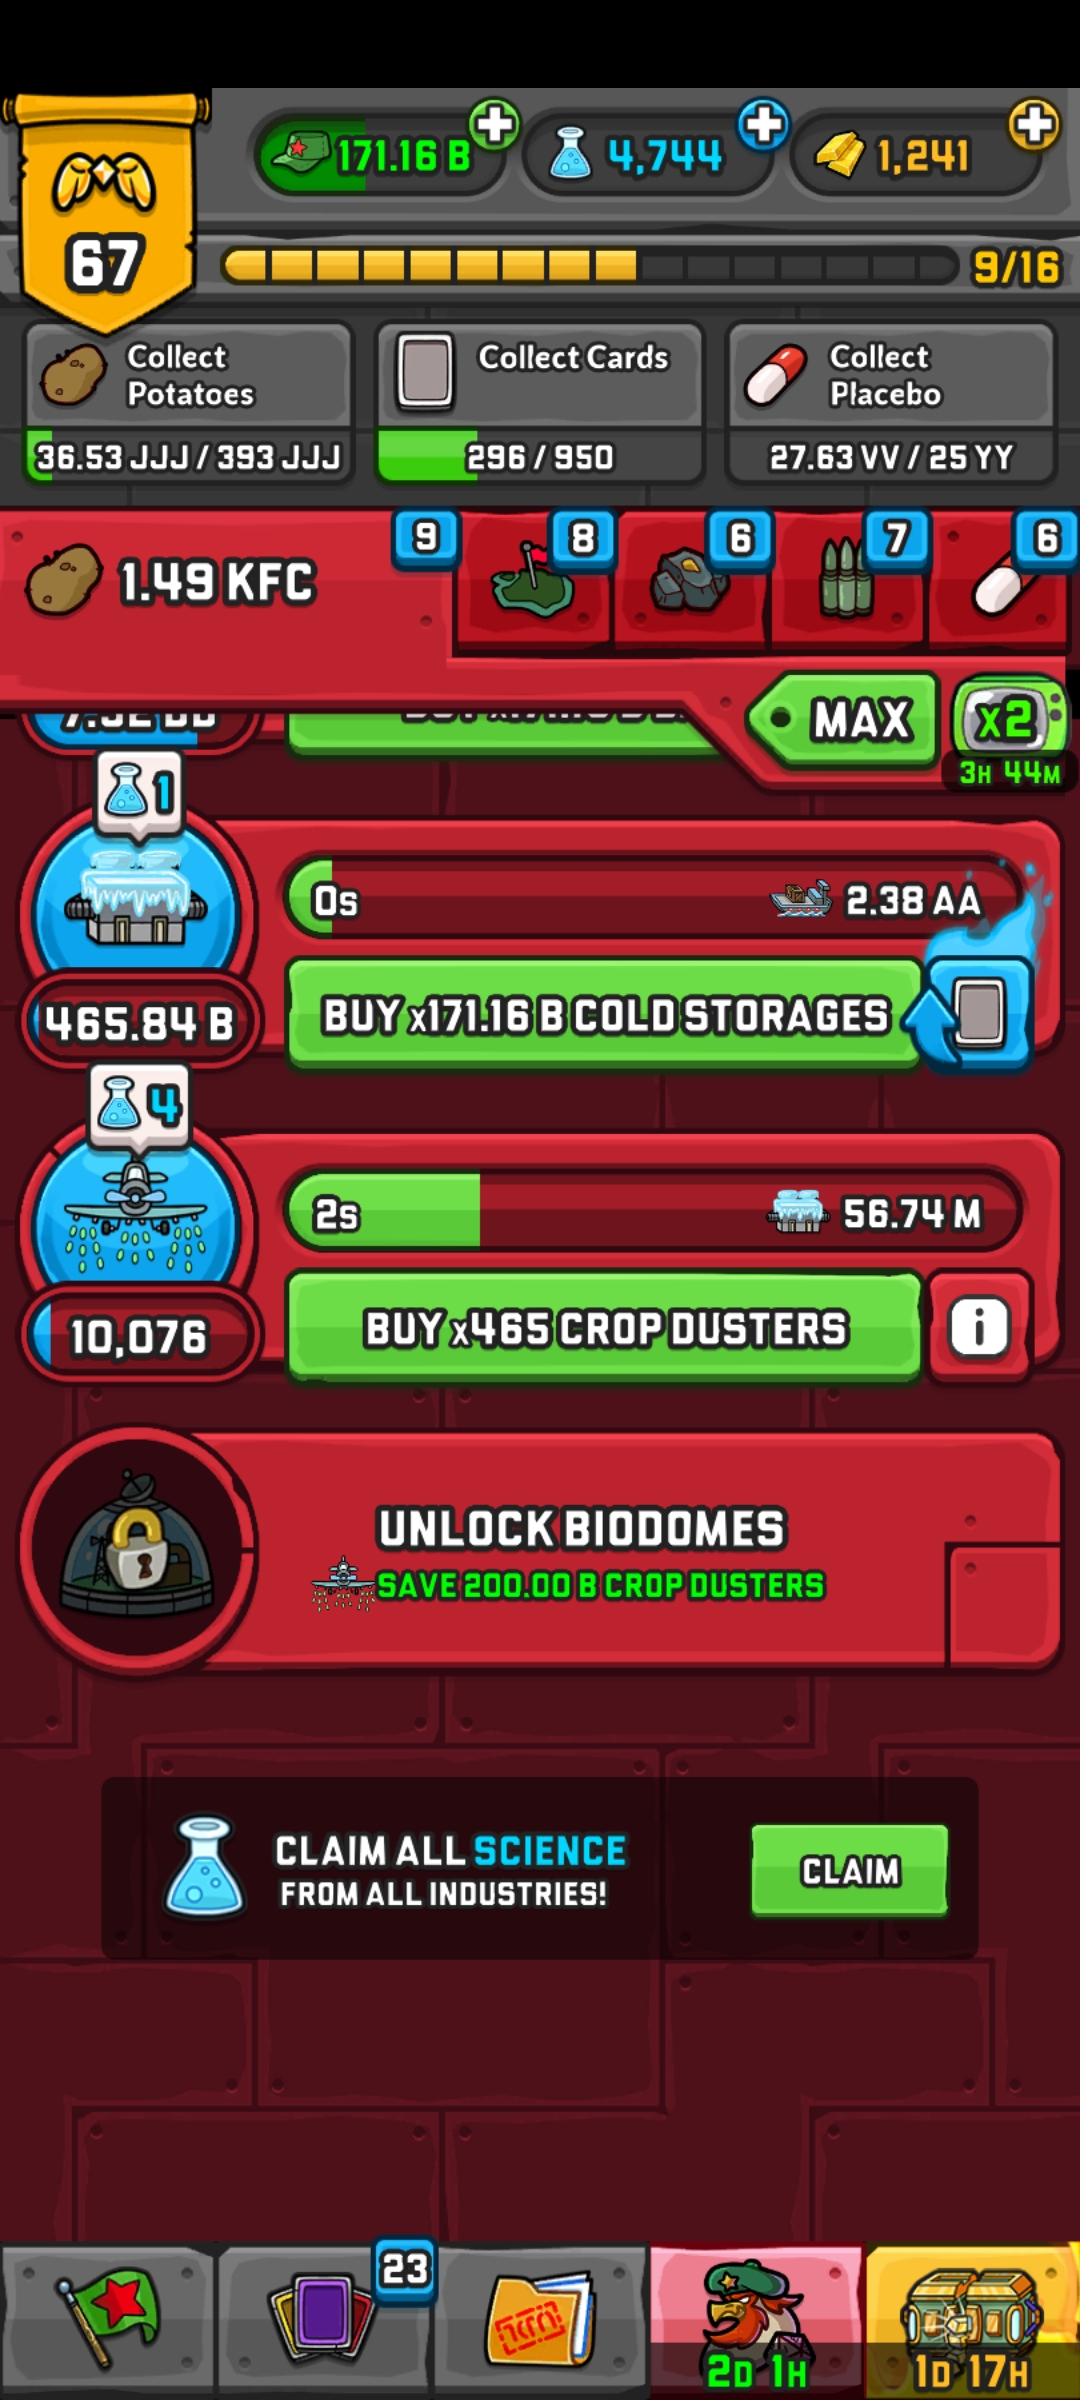 171.16 B
4,744
1,241
67
9/16
Collect
Potatoes
36.53 JJJ / 393 JJJ
Collect Cards
296 / 950
Collect
Placebo
27.63 VV / 25 YY
1.49 KFC
9
8
6
7
6
MAX
x2
3H 44M
1
0s
2.38 AA
465.84 B
BUY x171.16 B COLD STORAGES
4
2s
56.74 M
10,076
BUY x465 CROP DUSTERS
i
UNLOCK BIODOMES
SAVE 200.00 B CROP DUSTERS
CLAIM ALL SCIENCE
FROM ALL INDUSTRIES!
CLAIM
23
2D 1H
1D 17H